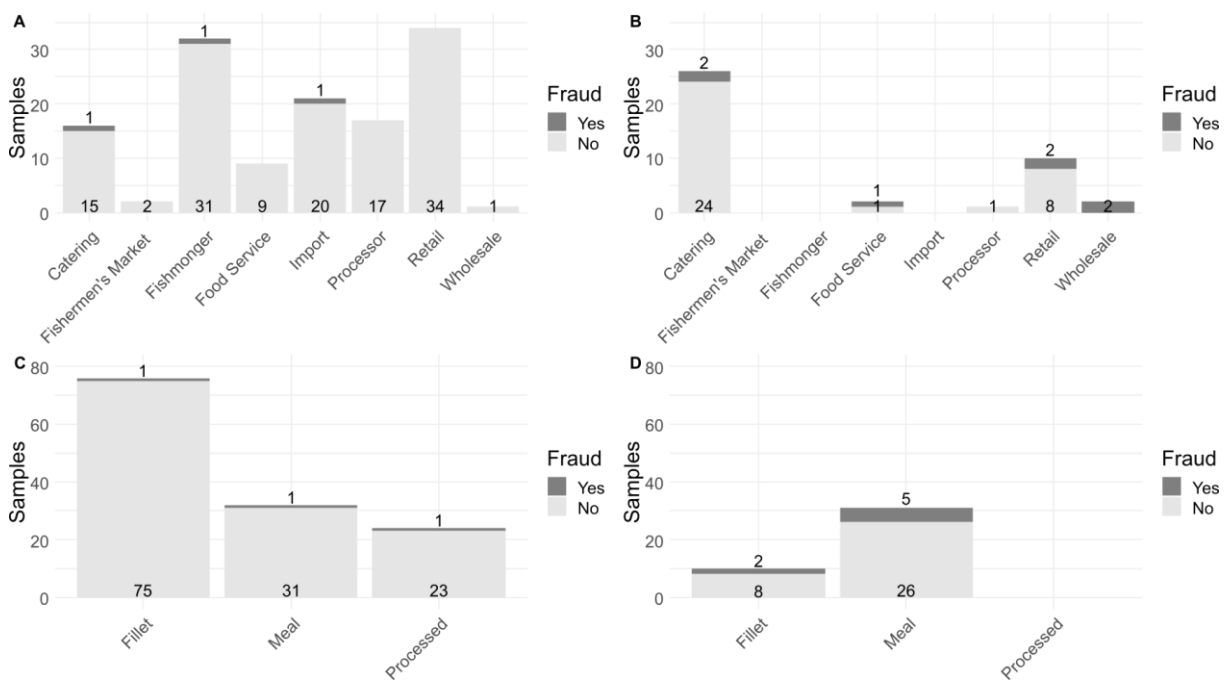 A
Samples
30
20
10
0
1
1
1
15
2
31
9
20
17
34
1
Catering
Fishermen's Market
Fishmonger
Food Service
Import
Processor
Retail
Wholesale
Fraud
Yes
No
B
Samples
30
20
10
0
2
1
2
24
1
1
8
2
Catering
Fishermen's Market
Fishmonger
Food Service
Import
Processor
Retail
Wholesale
Fraud
Yes
No
C
Samples
80
60
40
20
0
1
1
1
75
31
23
Fillet
Meal
Processed
Fraud
Yes
No
D
Samples
80
60
40
20
0
2
5
8
26
Fillet
Meal
Processed
Fraud
Yes
No